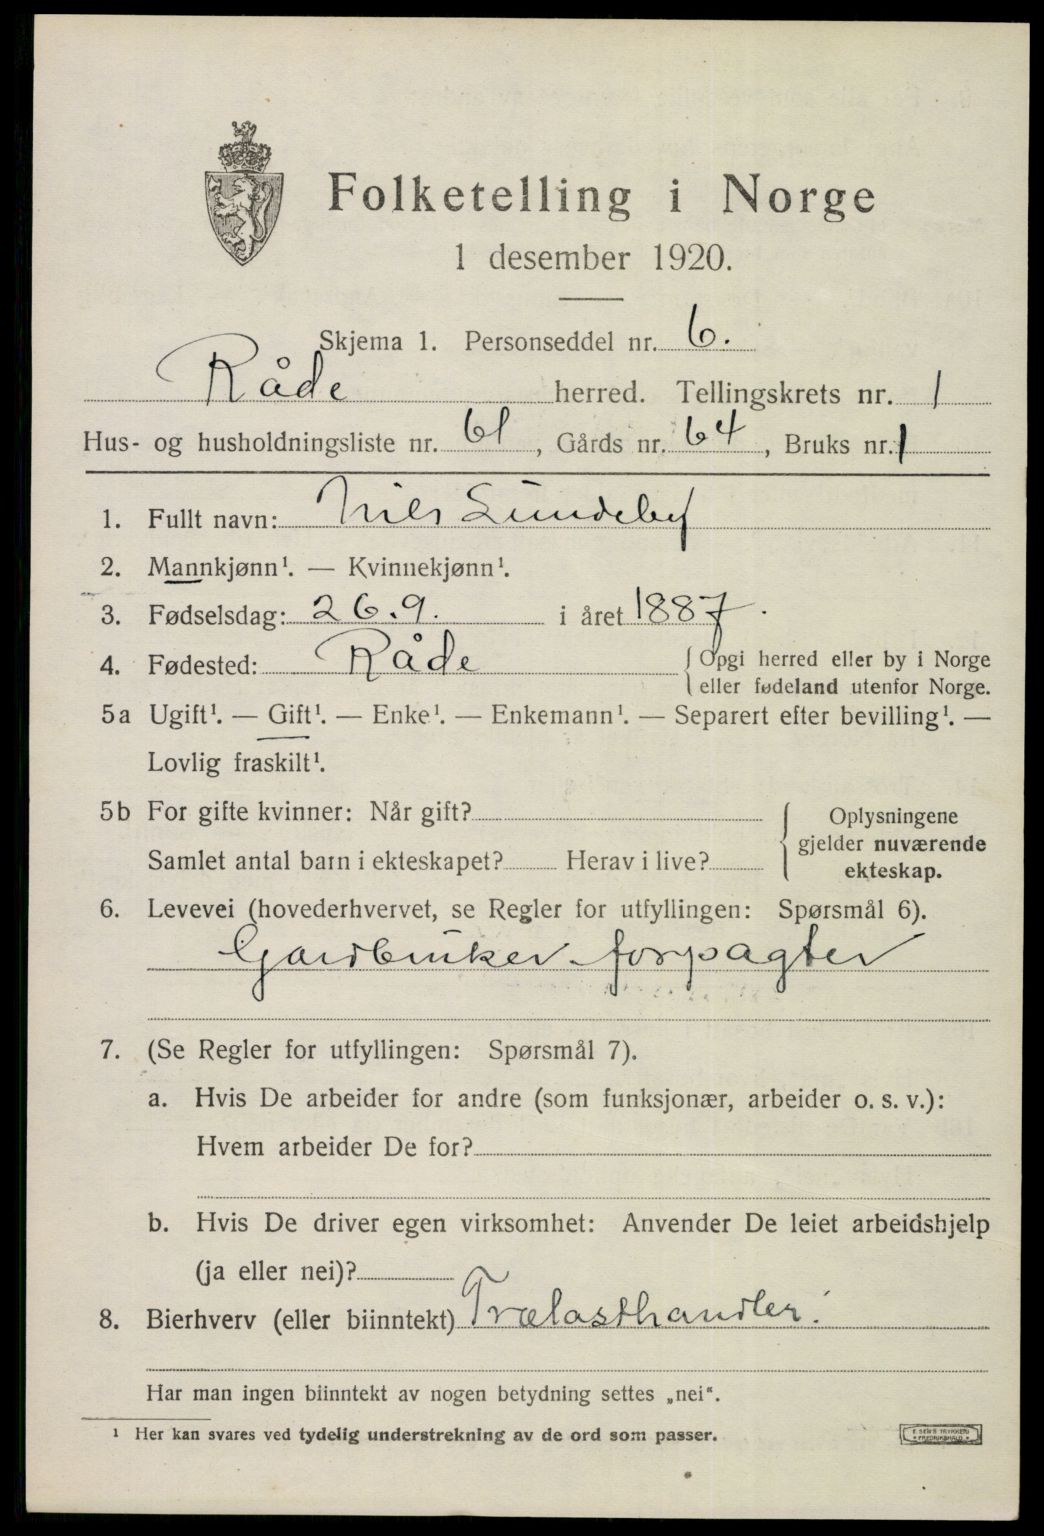 Folketelling i Norge
1 desember 1920.
Skjema 1. Personseddel nr. 6.
Råde herred. Tellingskrets nr. 1
Hus- og husholdningsliste nr. 61, Gårds nr. 64, Bruks nr. 1
1. Fullt navn: Nils Lundeby
2. Mannkjønn¹. — Kvinnekjønn¹.
3. Fødselsdag: 26.9. i året 1887.
4. Fødested: Råde { Opgi herred eller by i Norge
eller fødeland utenfor Norge.
5a Ugift¹. — Gift¹. — Enke¹. — Enkemann¹. — Separert efter bevilling¹. —
Lovlig fraskilt¹.
5b For gifte kvinner: Når gift? Oplysningene
gjelder nuværende
Samlet antal barn i ekteskapet? Herav i live? ekteskap.
6. Levevei (hovederhvervet, se Regler for utfyllingen: Spørsmål 6).
Gardbruker forpagter
7. (Se Regler for utfyllingen: Spørsmål 7).
a. Hvis De arbeider for andre (som funksjonær, arbeider o. s. v.):
Hvem arbeider De for?
b. Hvis De driver egen virksomhet: Anvender De leiet arbeidshjelp
(ja eller nei)?
8. Bierhverv (eller biinntekt) Trælasthandler.
Har man ingen biinntekt av nogen betydning settes „nei“.
¹ Her kan svares ved tydelig understrekning av de ord som passer.